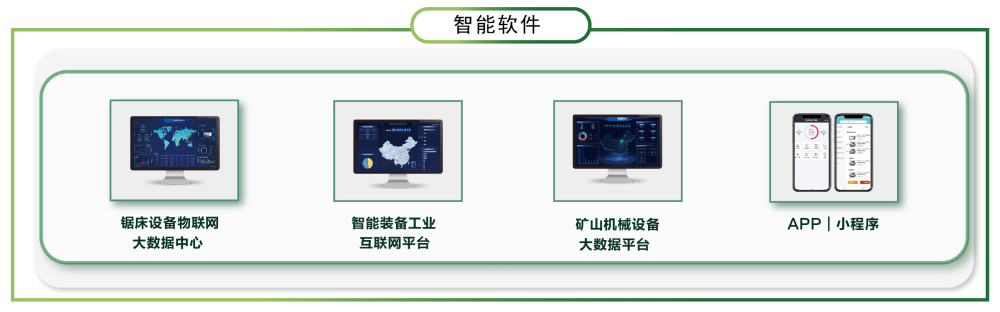 智能软件
锯床设备物联网
大数据中心
智能装备工业
互联网平台
矿山机械设备
大数据平台
APP｜小程序